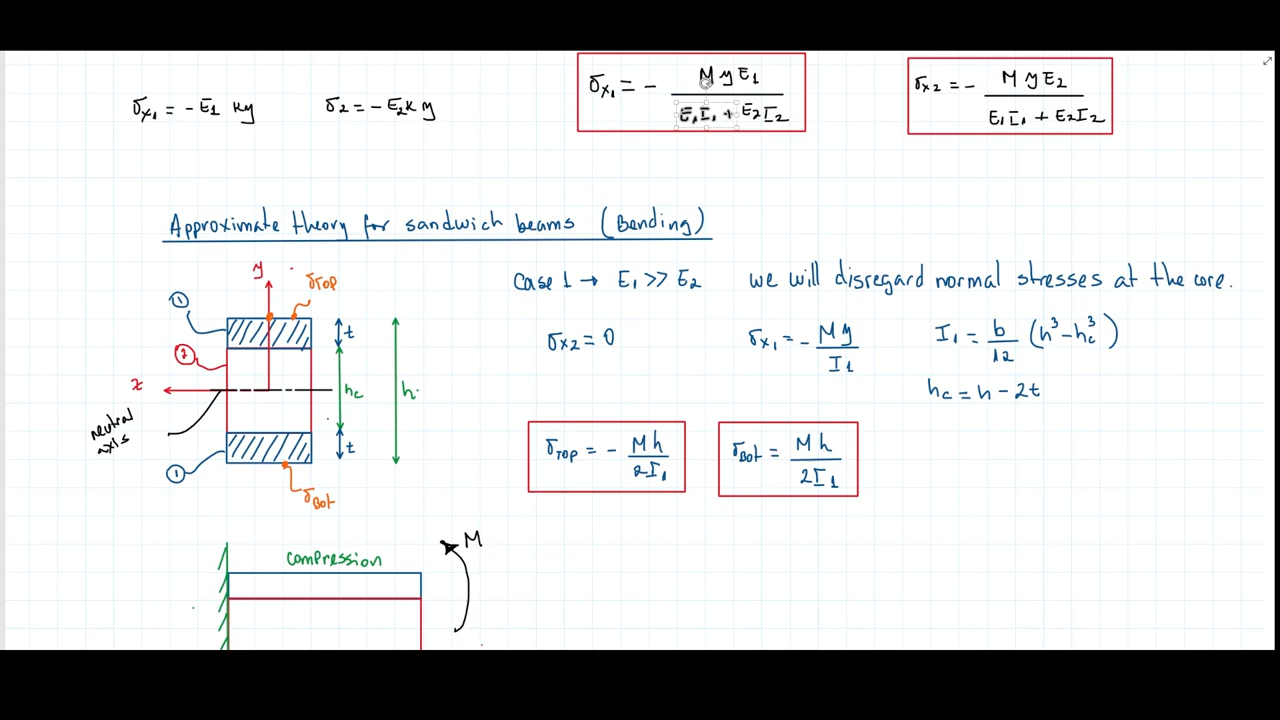 σx₁ = - E₁ κy
σ₂ = - E₂κ y
σx₁ = - M y E₁ / E₁I₁ + E₂I₂
σx₂ = - M y E₂ / E₁I₁ + E₂I₂
Approximate theory for sandwich beams (Bending)
y
σTop
Case 1 → E₁ >> E₂
we will disregard normal stresses at the core.
1
t
2
σx₂ = 0
σx₁ = - M y / I₁
I₁ = b/12 (h³ - hc³)
z
hc
h
hc = h - 2t
neutral
axis
t
1
σTop = - M h / 2I₁
σBot = M h / 2I₁
σBot
compression
M